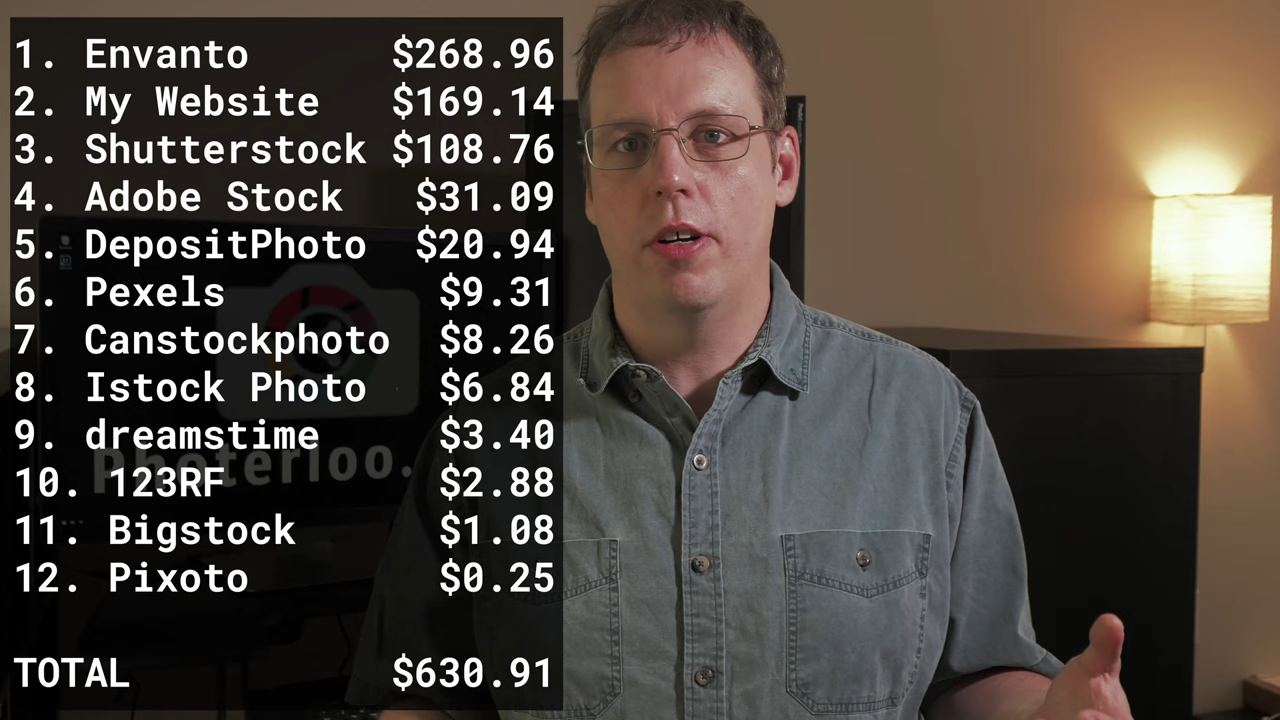 1. Envanto $268.96
2. My Website $169.14
3. Shutterstock $108.76
4. Adobe Stock $31.09
5. DepositPhoto $20.94
6. Pexels $9.31
7. Canstockphoto $8.26
8. Istock Photo $6.84
9. dreamstime $3.40
Photerloo.
10. 123RF $2.88
11. Bigstock $1.08
12. Pixoto $0.25
TOTAL $630.91